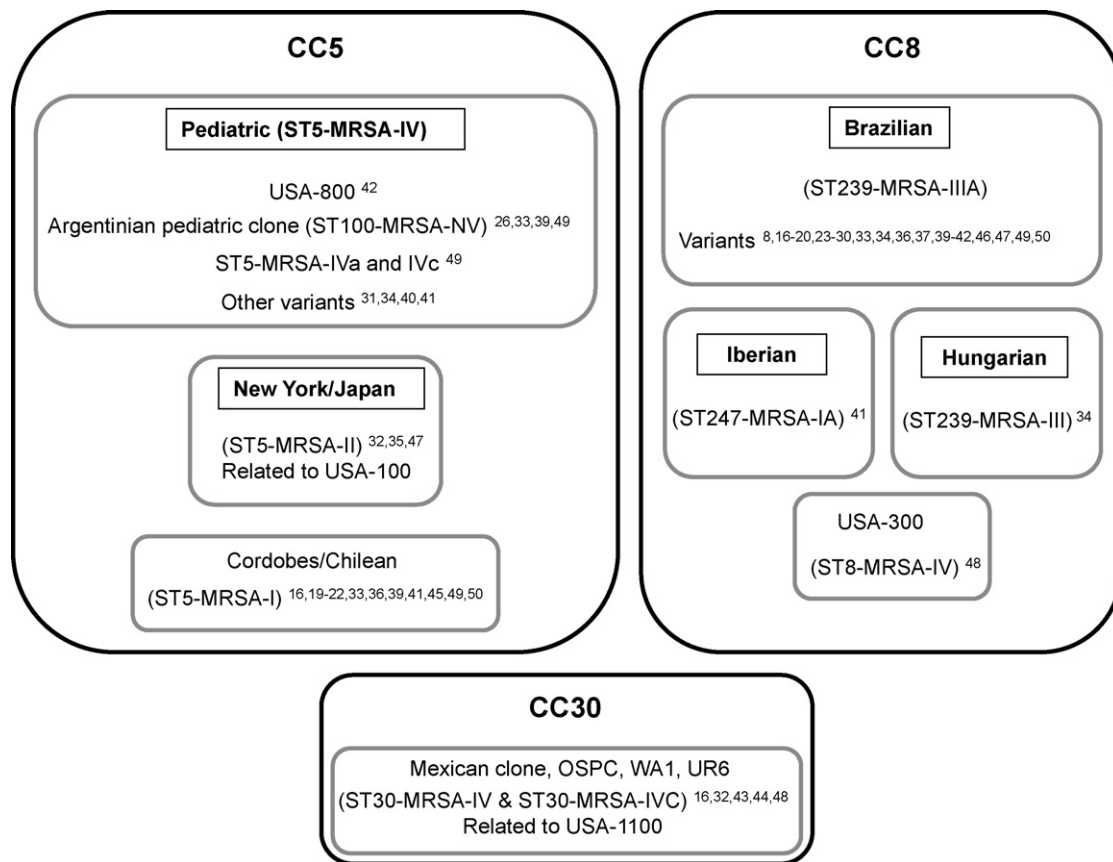 CC5
Pediatric (ST5-MRSA-IV)
USA-800 42
Argentinian pediatric clone (ST100-MRSA-NV) 26,33,39,49
ST5-MRSA-IVa and IVc 49
Other variants 31,34,40,41
New York/Japan
(ST5-MRSA-II) 32,35,47
Related to USA-100
Cordobes/Chilean
(ST5-MRSA-I) 16,19-22,33,36,39,41,45,49,50
CC8
Brazilian
(ST239-MRSA-IIIA)
Variants 8,16-20,23-30,33,34,36,37,39-42,46,47,49,50
Iberian
(ST247-MRSA-IA) 41
Hungarian
(ST239-MRSA-III) 34
USA-300
(ST8-MRSA-IV) 48
CC30
Mexican clone, OSPC, WA1, UR6
(ST30-MRSA-IV & ST30-MRSA-IVC) 16,32,43,44,48
Related to USA-1100